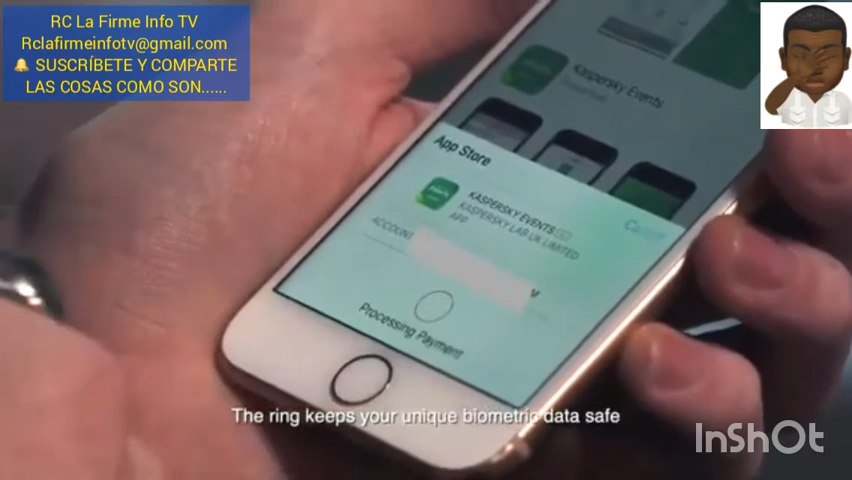 RC La Firme Info TV
Rclafirmeinfotv@gmail.com
🔔 SUSCRÍBETE Y COMPARTE
LAS COSAS COMO SON......
Kaspersky Events
App Store
Cancel
KASPERSKY EVENTS
KASPERSKY LAB UK LIMITED
APP
ACCOUNT
M
Processing Payment
The ring keeps your unique biometric data safe
InShOt